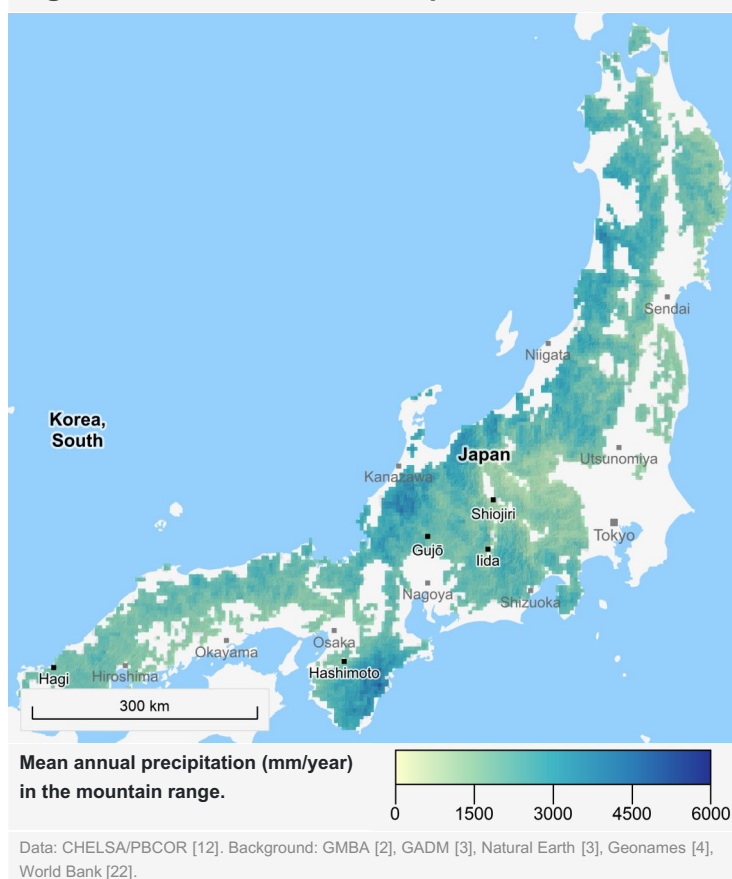 Sendai
Niigata
Korea,
South
Japan
Utsunomiya
Kanazawa
Shiojiri
Tokyo
Gujō
Iida
Nagoya
Shizuoka
Osaka
Okayama
Hashimoto
Hiroshima
Hagi
300 km
Mean annual precipitation (mm/year)
in the mountain range.
0 1500 3000 4500 6000
Data: CHELSA/PBCOR [12]. Background: GMBA [2], GADM [3], Natural Earth [3], Geonames [4],
World Bank [22].